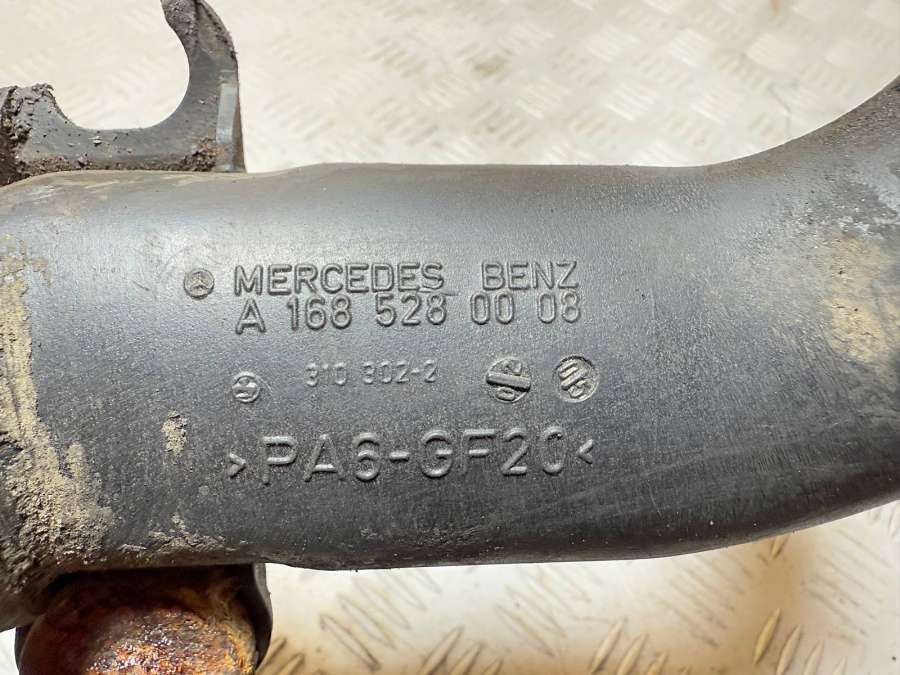 MERCEDES BENZ
A 168 528 00 08
310 302-2
>PA6-GF20<